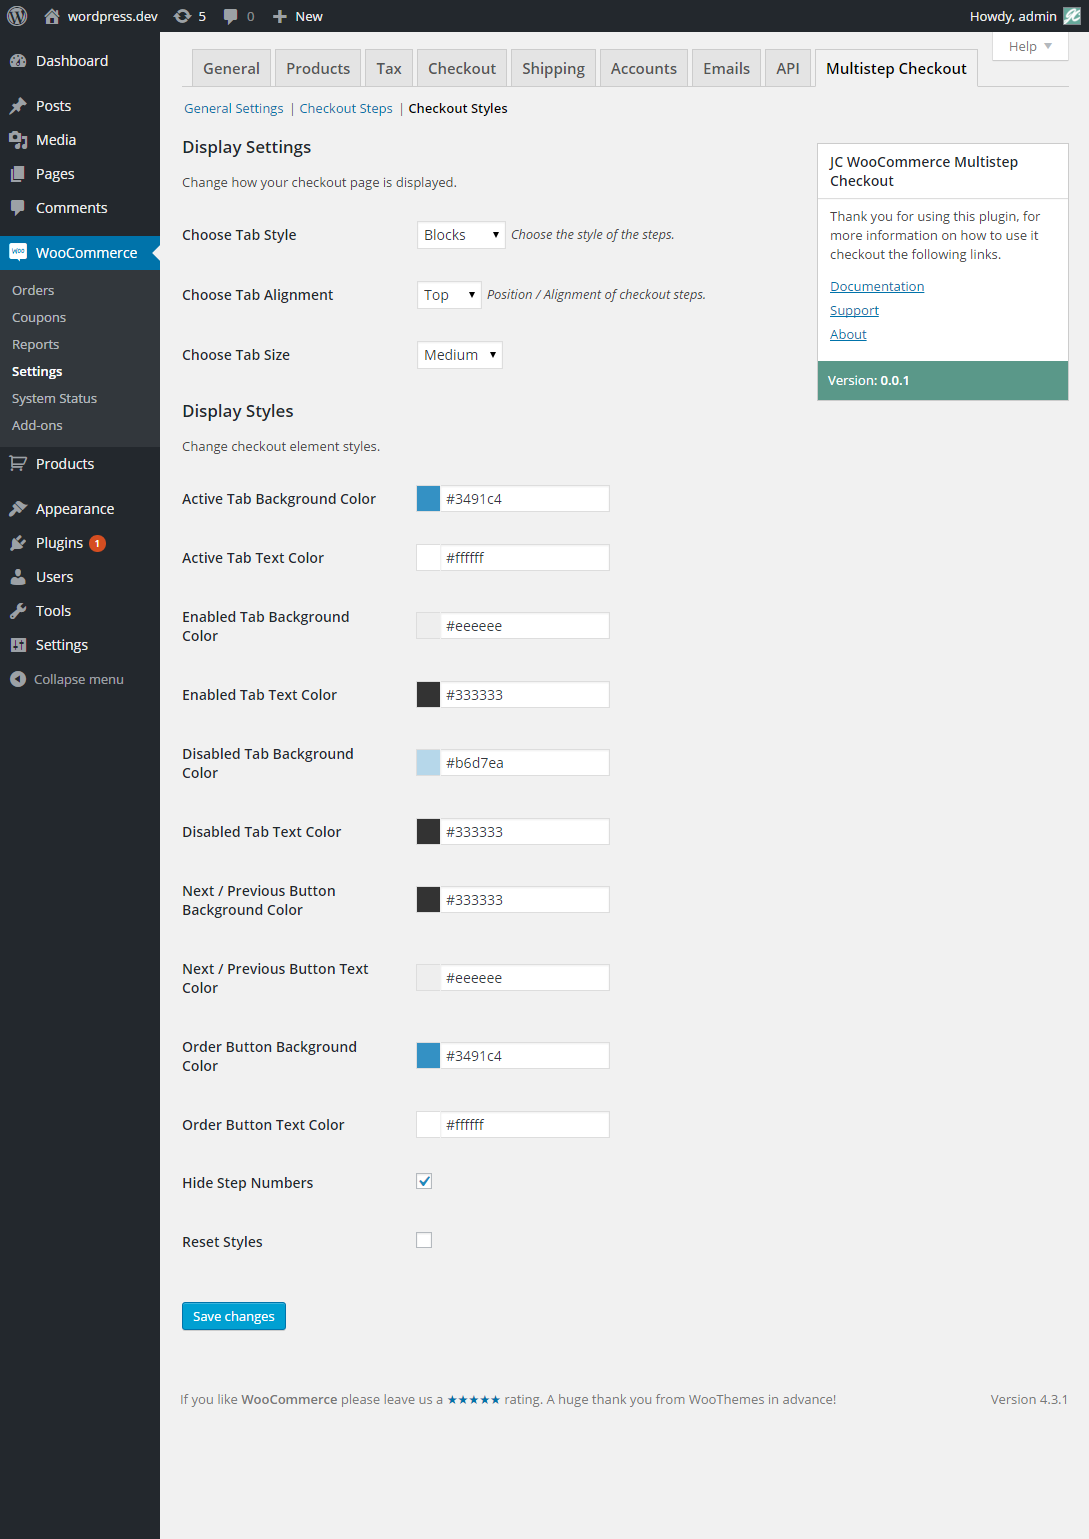 wordpress.dev 5 0 New Howdy, admin
Help
Dashboard
Posts
Media
Pages
Comments
Woo WooCommerce
Orders
Coupons
Reports
Settings
System Status
Add-ons
Products
Appearance
Plugins 1
Users
Tools
Settings
Collapse menu
General Products Tax Checkout Shipping Accounts Emails API Multistep Checkout
General Settings | Checkout Steps | Checkout Styles
Display Settings
Change how your checkout page is displayed.
Choose Tab Style Blocks Choose the style of the steps.
Choose Tab Alignment Top Position / Alignment of checkout steps.
Choose Tab Size Medium
Display Styles
Change checkout element styles.
Active Tab Background Color #3491c4
Active Tab Text Color #ffffff
Enabled Tab Background
Color
#eeeeee
Enabled Tab Text Color #333333
Disabled Tab Background
Color
#b6d7ea
Disabled Tab Text Color #333333
Next / Previous Button
Background Color
#333333
Next / Previous Button Text
Color
#eeeeee
Order Button Background
Color
#3491c4
Order Button Text Color #ffffff
Hide Step Numbers
Reset Styles
Save changes
JC WooCommerce Multistep
Checkout
Thank you for using this plugin, for
more information on how to use it
checkout the following links.
Documentation
Support
About
Version: 0.0.1
If you like WooCommerce please leave us a ★★★★★ rating. A huge thank you from WooThemes in advance! Version 4.3.1